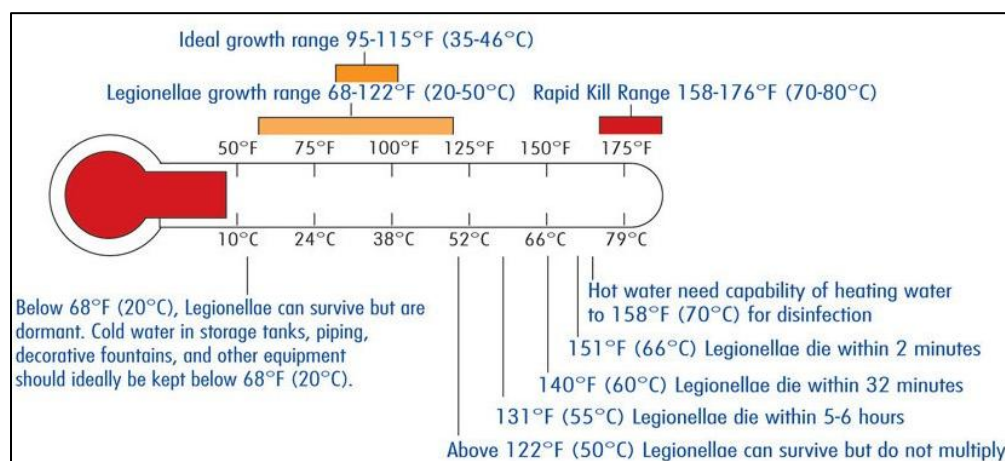 Ideal growth range 95-115°F (35-46°C)
Legionellae growth range 68-122°F (20-50°C)
Rapid Kill Range 158-176°F (70-80°C)
50°F 75°F 100°F 125°F 150°F 175°F
10°C 24°C 38°C 52°C 66°C 79°C
Below 68°F (20°C), Legionellae can survive but are
dormant. Cold water in storage tanks, piping,
decorative fountains, and other equipment
should ideally be kept below 68°F (20°C).
Hot water need capability of heating water
to 158°F (70°C) for disinfection
151°F (66°C) Legionellae die within 2 minutes
140°F (60°C) Legionellae die within 32 minutes
131°F (55°C) Legionellae die within 5-6 hours
Above 122°F (50°C) Legionellae can survive but do not multiply